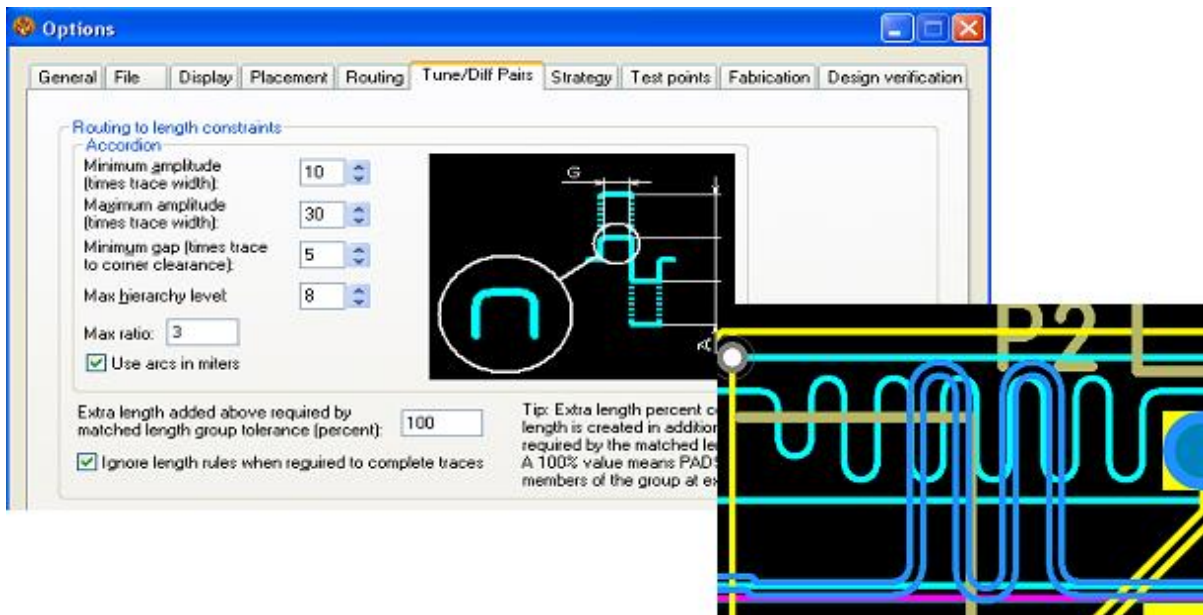 Options
General File Display Placement Routing Tune/Diff Pairs Strategy Test points Fabrication Design verification
Routing to length constraints
Accordion
Minimum amplitude
(times trace width):
10
Maximum amplitude
(times trace width):
30
Minimum gap (times trace
to corner clearance):
5
Max hierarchy level:
8
Max ratio:
3
Use arcs in miters
G
A
Extra length added above required by
matched length group tolerance (percent):
100
Ignore length rules when required to complete traces
Tip: Extra length percent
length is created in addition
required by the matched
A 100% value means PADS
members of the group at
P2